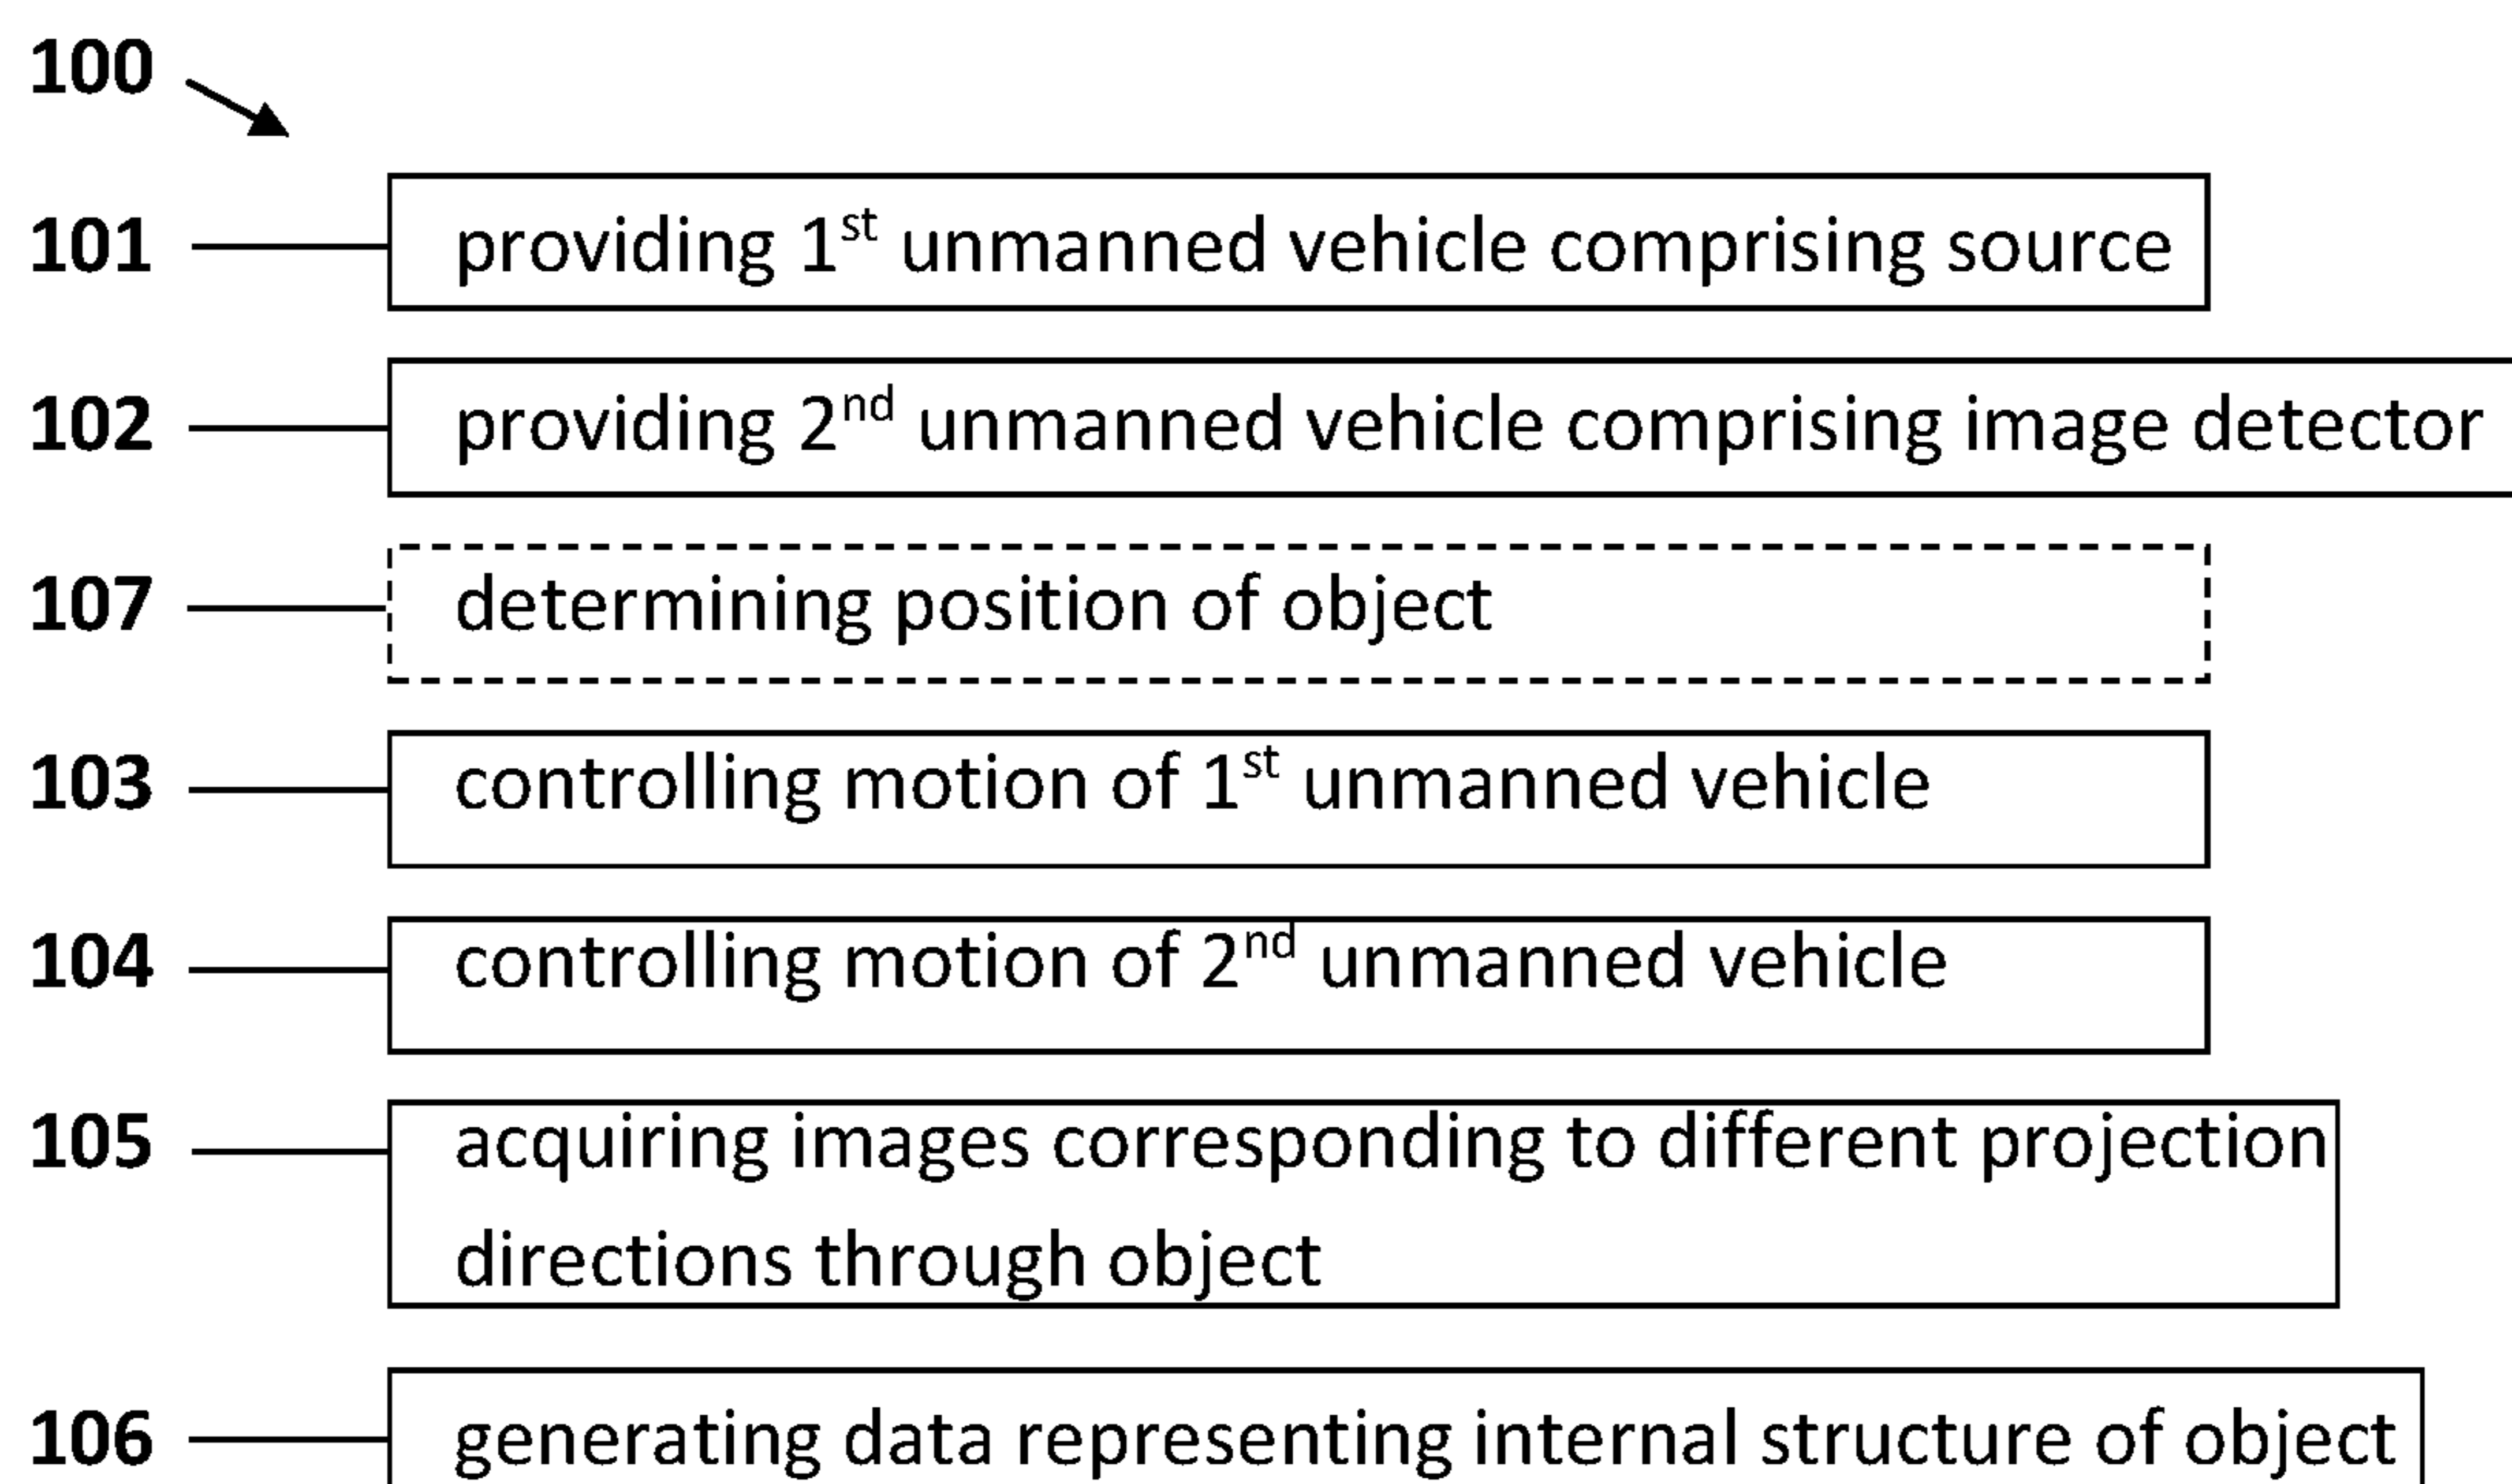 100
101 providing 1st unmanned vehicle comprising source
102 providing 2nd unmanned vehicle comprising image detector
107 determining position of object
103 controlling motion of 1st unmanned vehicle
104 controlling motion of 2nd unmanned vehicle
105 acquiring images corresponding to different projection
directions through object
106 generating data representing internal structure of object